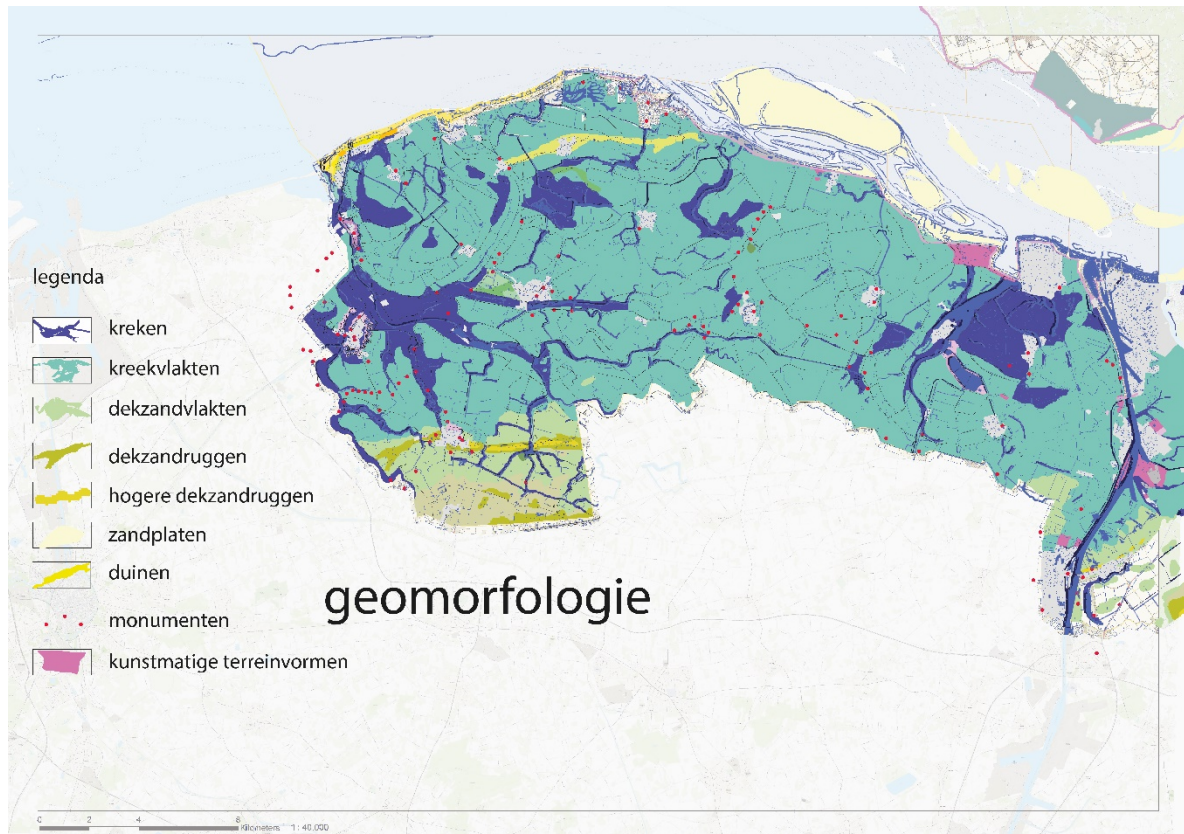 legenda
kreken
kreekvlakten
dekzandvlakten
dekzandruggen
hogere dekzandruggen
zandplaten
duinen
monumenten
kunstmatige terreinvormen
geomorfologie
0 2 4 8
Kilometers 1 : 40.000